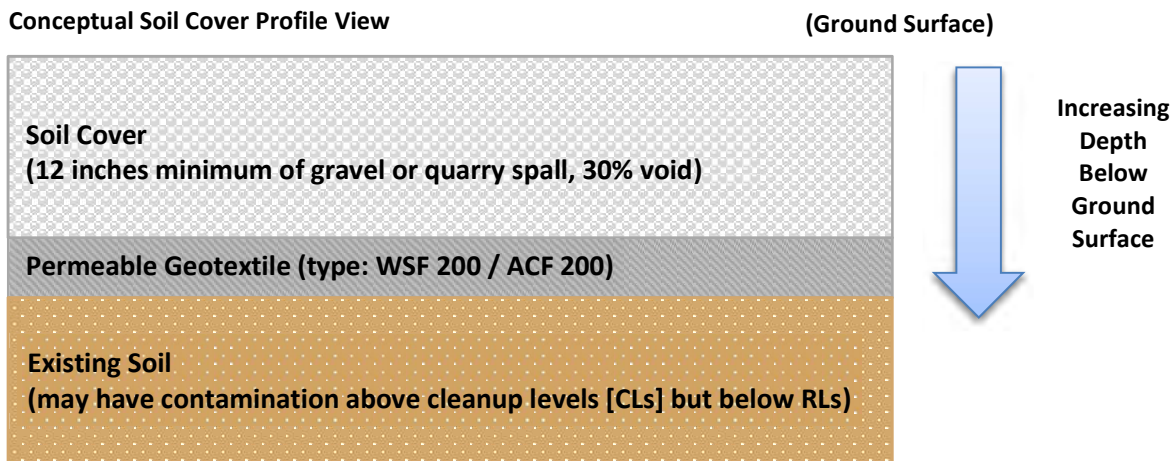 Conceptual Soil Cover Profile View
(Ground Surface)
Soil Cover
(12 inches minimum of gravel or quarry spall, 30% void)
Permeable Geotextile (type: WSF 200 / ACF 200)
Existing Soil
(may have contamination above cleanup levels [CLs] but below RLs)
Increasing
Depth
Below
Ground
Surface